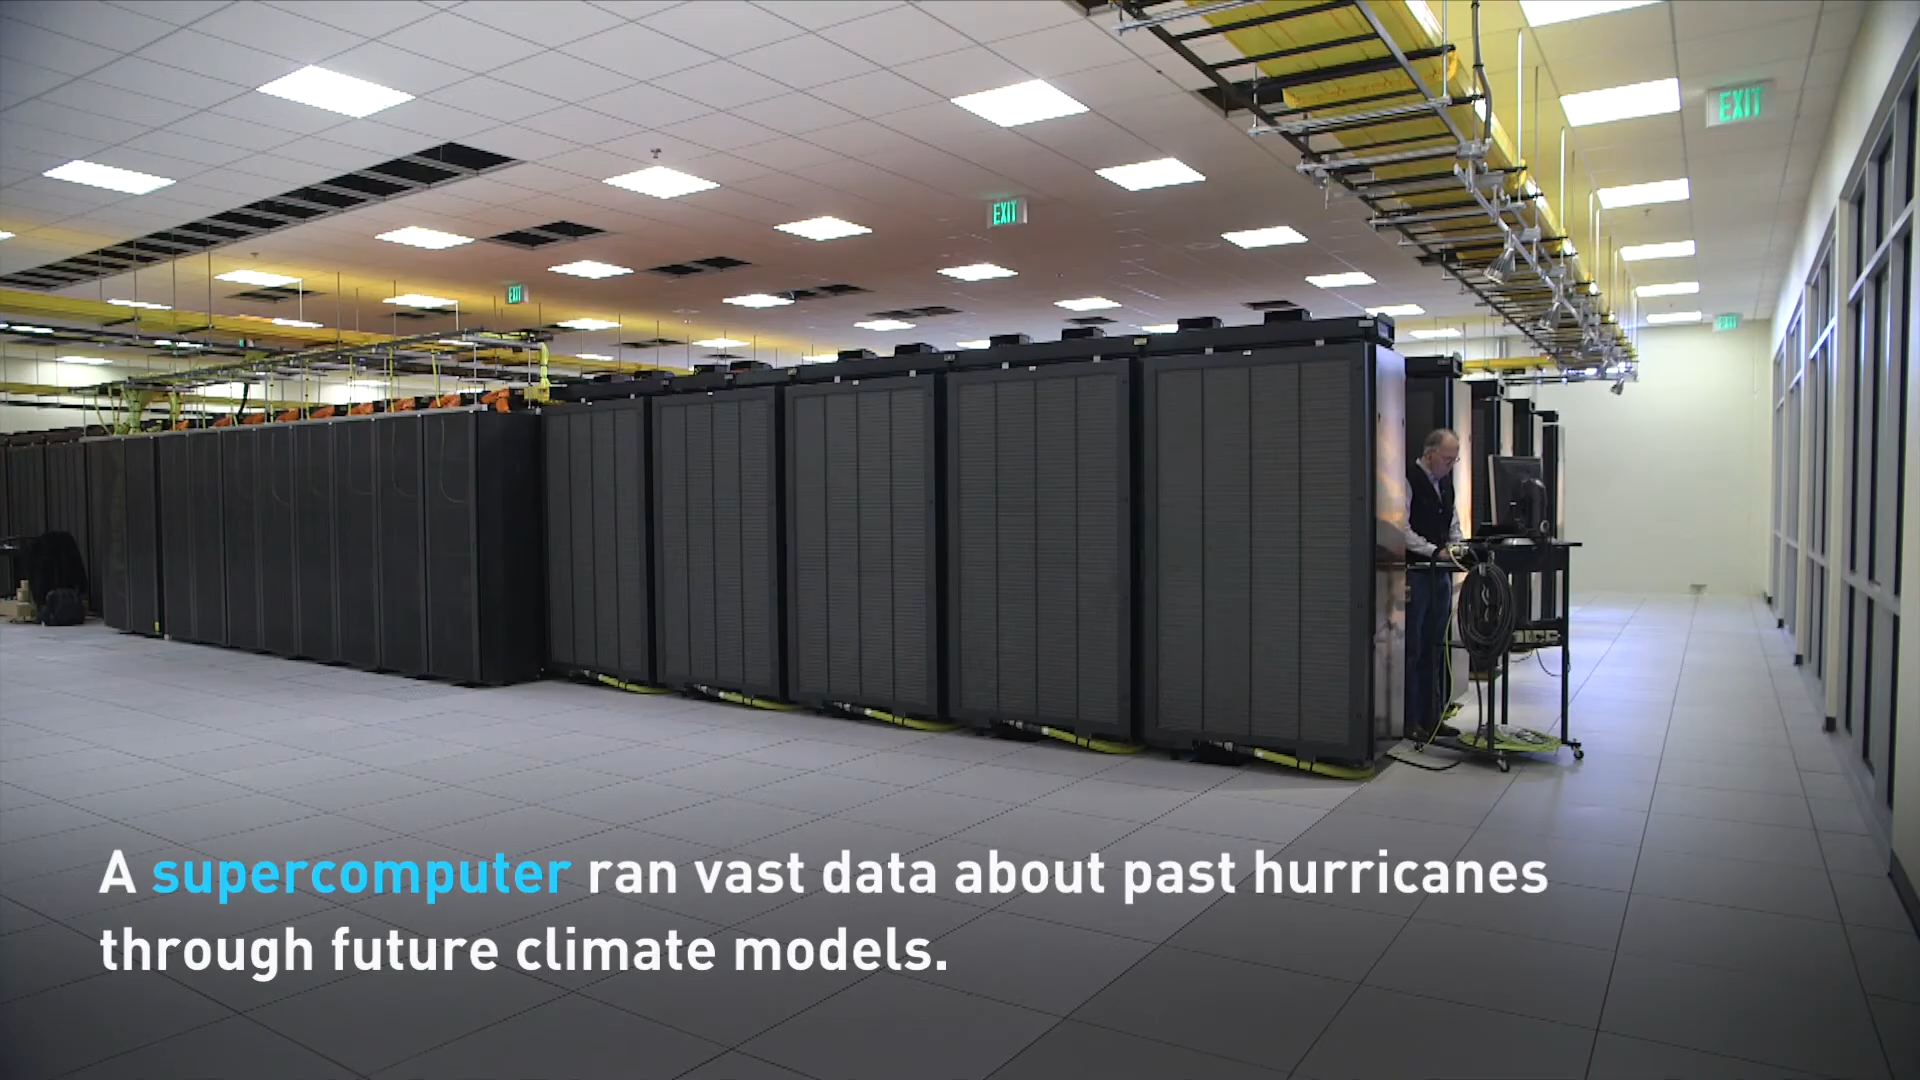 EXIT
EXIT
EXIT
EXIT
A supercomputer ran vast data about past hurricanes
through future climate models.